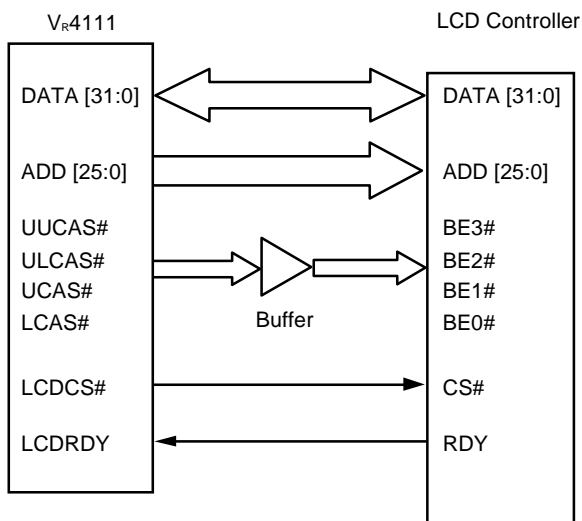 VR4111
LCD Controller
DATA [31:0]
DATA [31:0]
ADD [25:0]
ADD [25:0]
UUCAS#
BE3#
ULCAS#
BE2#
UCAS#
BE1#
LCAS#
Buffer
BE0#
LCDCS#
CS#
LCDRDY
RDY